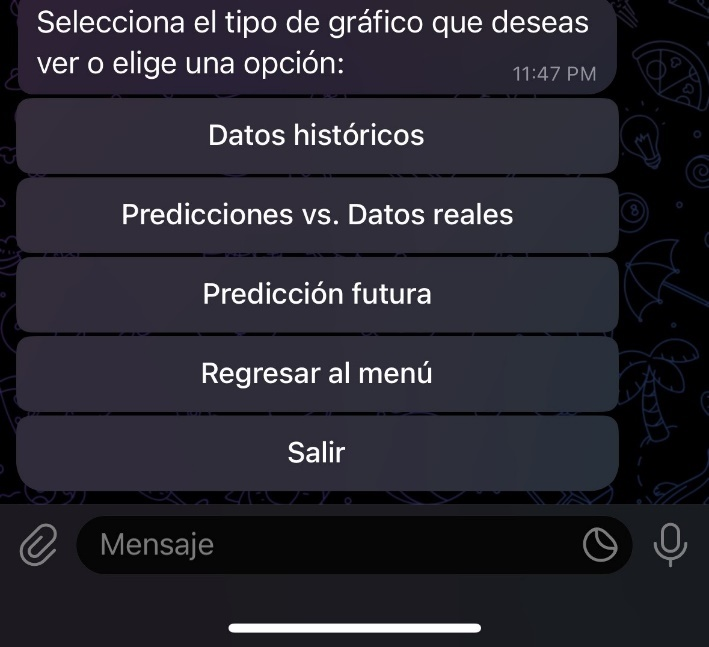 Selecciona el tipo de gráfico que deseas
ver o elige una opción:
11:47 PM
Datos históricos
Predicciones vs. Datos reales
Predicción futura
Regresar al menú
Salir
Mensaje